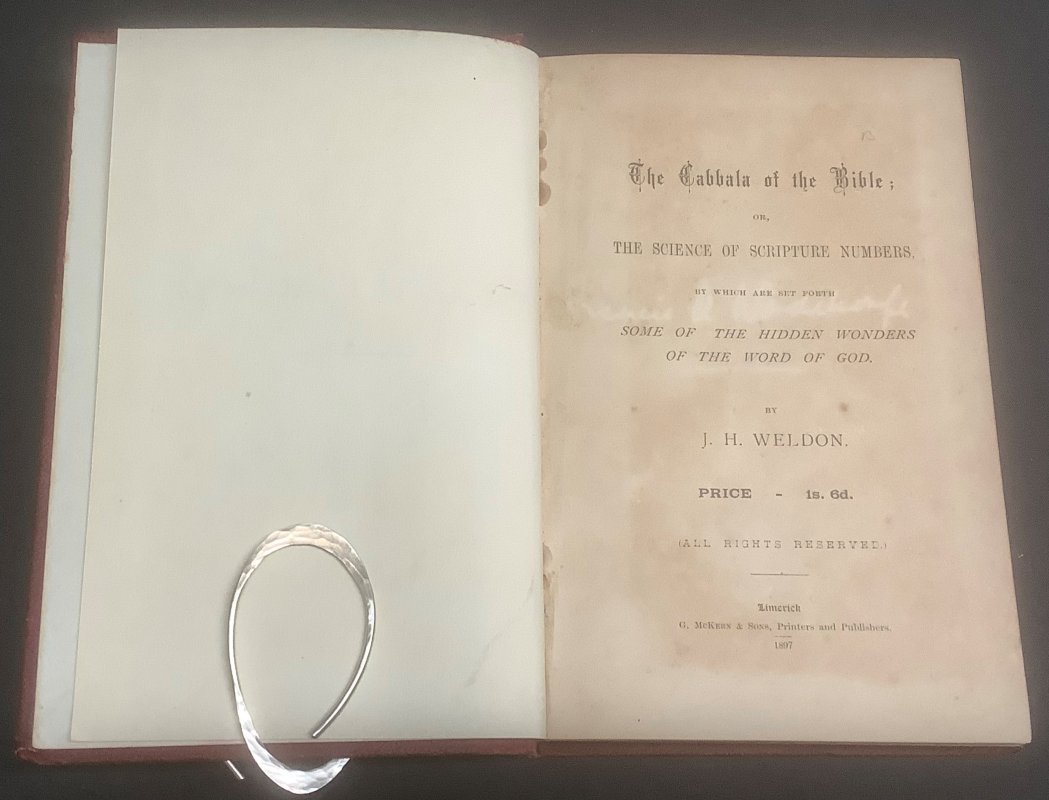 The Cabbala of the Bible;
OR,
THE SCIENCE OF SCRIPTURE NUMBERS,
BY WHICH ARE SET FORTH
SOME OF THE HIDDEN WONDERS
OF THE WORD OF GOD.
BY
J. H. WELDON.
PRICE - 1s. 6d.
(ALL RIGHTS RESERVED.)
Limerick
G. MCKERN & SONS, Printers and Publishers.
1897